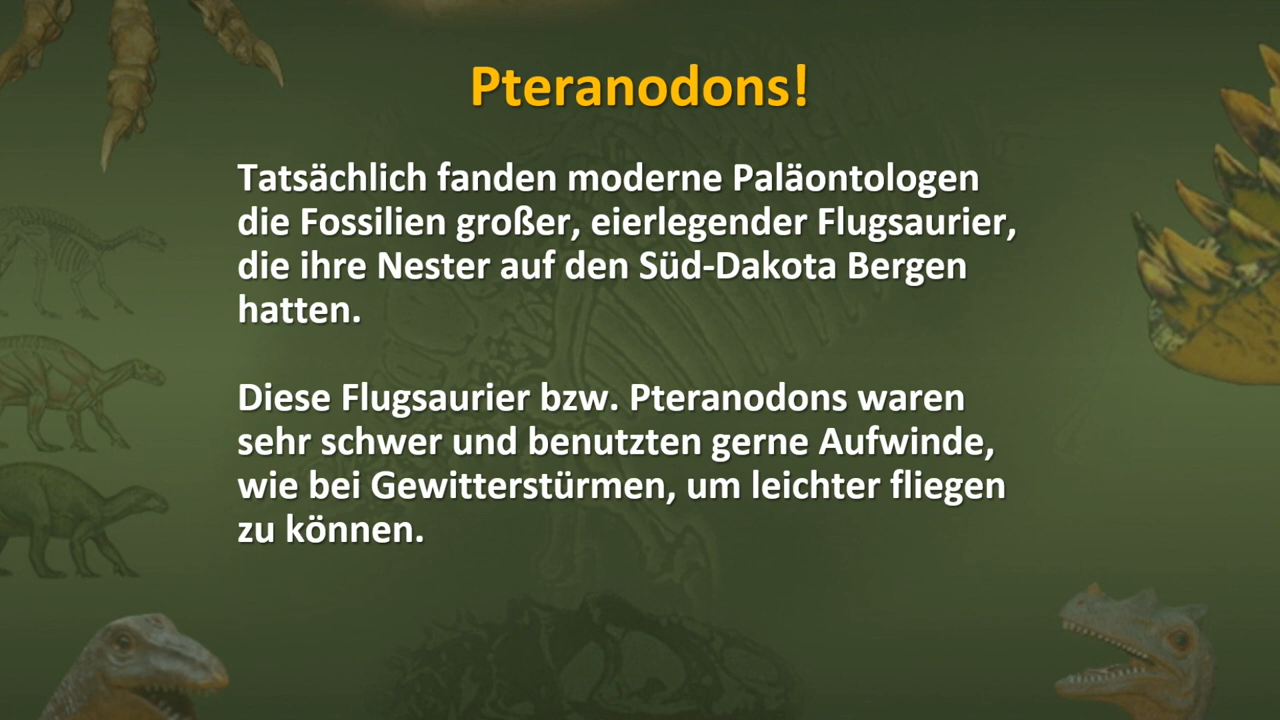 Pteranodons!
Tatsächlich fanden moderne Paläontologen
die Fossilien großer, eierlegender Flugsaurier,
die ihre Nester auf den Süd-Dakota Bergen
hatten.
Diese Flugsaurier bzw. Pteranodons waren
sehr schwer und benutzten gerne Aufwinde,
wie bei Gewitterstürmen, um leichter fliegen
zu können.